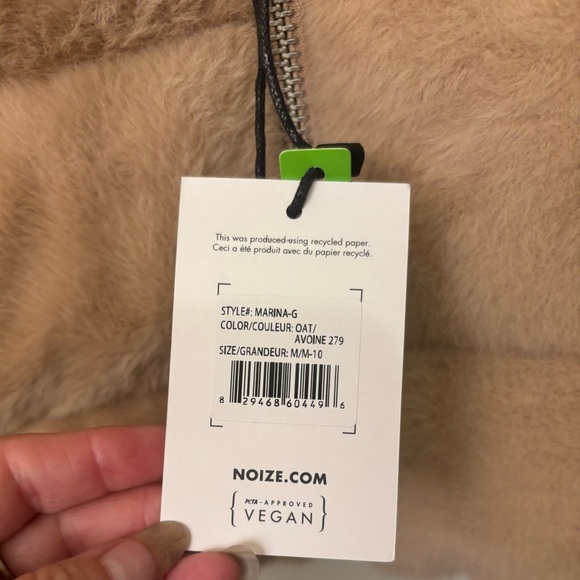 This was produced using recycled paper.
Ceci a été produit avec du papier recyclé.
STYLE#: MARINA-G
COLOR/COULEUR: OAT/
AVOINE 279
SIZE/GRANDEUR: M/M-10
8 29468 60449 6
NOIZE.COM
PETA - APPROVED
VEGAN